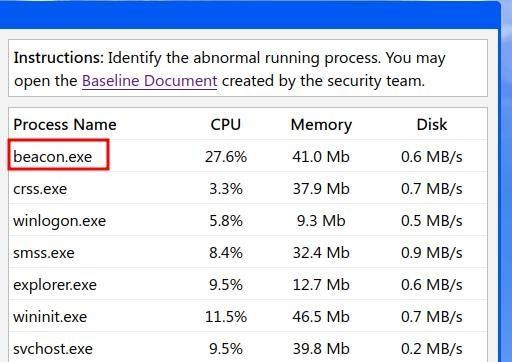 Instructions: Identify the abnormal running process. You may
open the Baseline Document created by the security team.
Process Name CPU Memory Disk
beacon.exe 27.6% 41.0 Mb 0.6 MB/s
crss.exe 3.3% 37.9 Mb 0.7 MB/s
winlogon.exe 5.8% 9.3 Mb 0.5 MB/s
smss.exe 8.4% 32.4 Mb 0.9 MB/s
explorer.exe 9.5% 12.7 Mb 0.6 MB/s
wininit.exe 11.5% 46.5 Mb 0.7 MB/s
svchost.exe 9.5% 39.8 Mb 0.2 MB/s